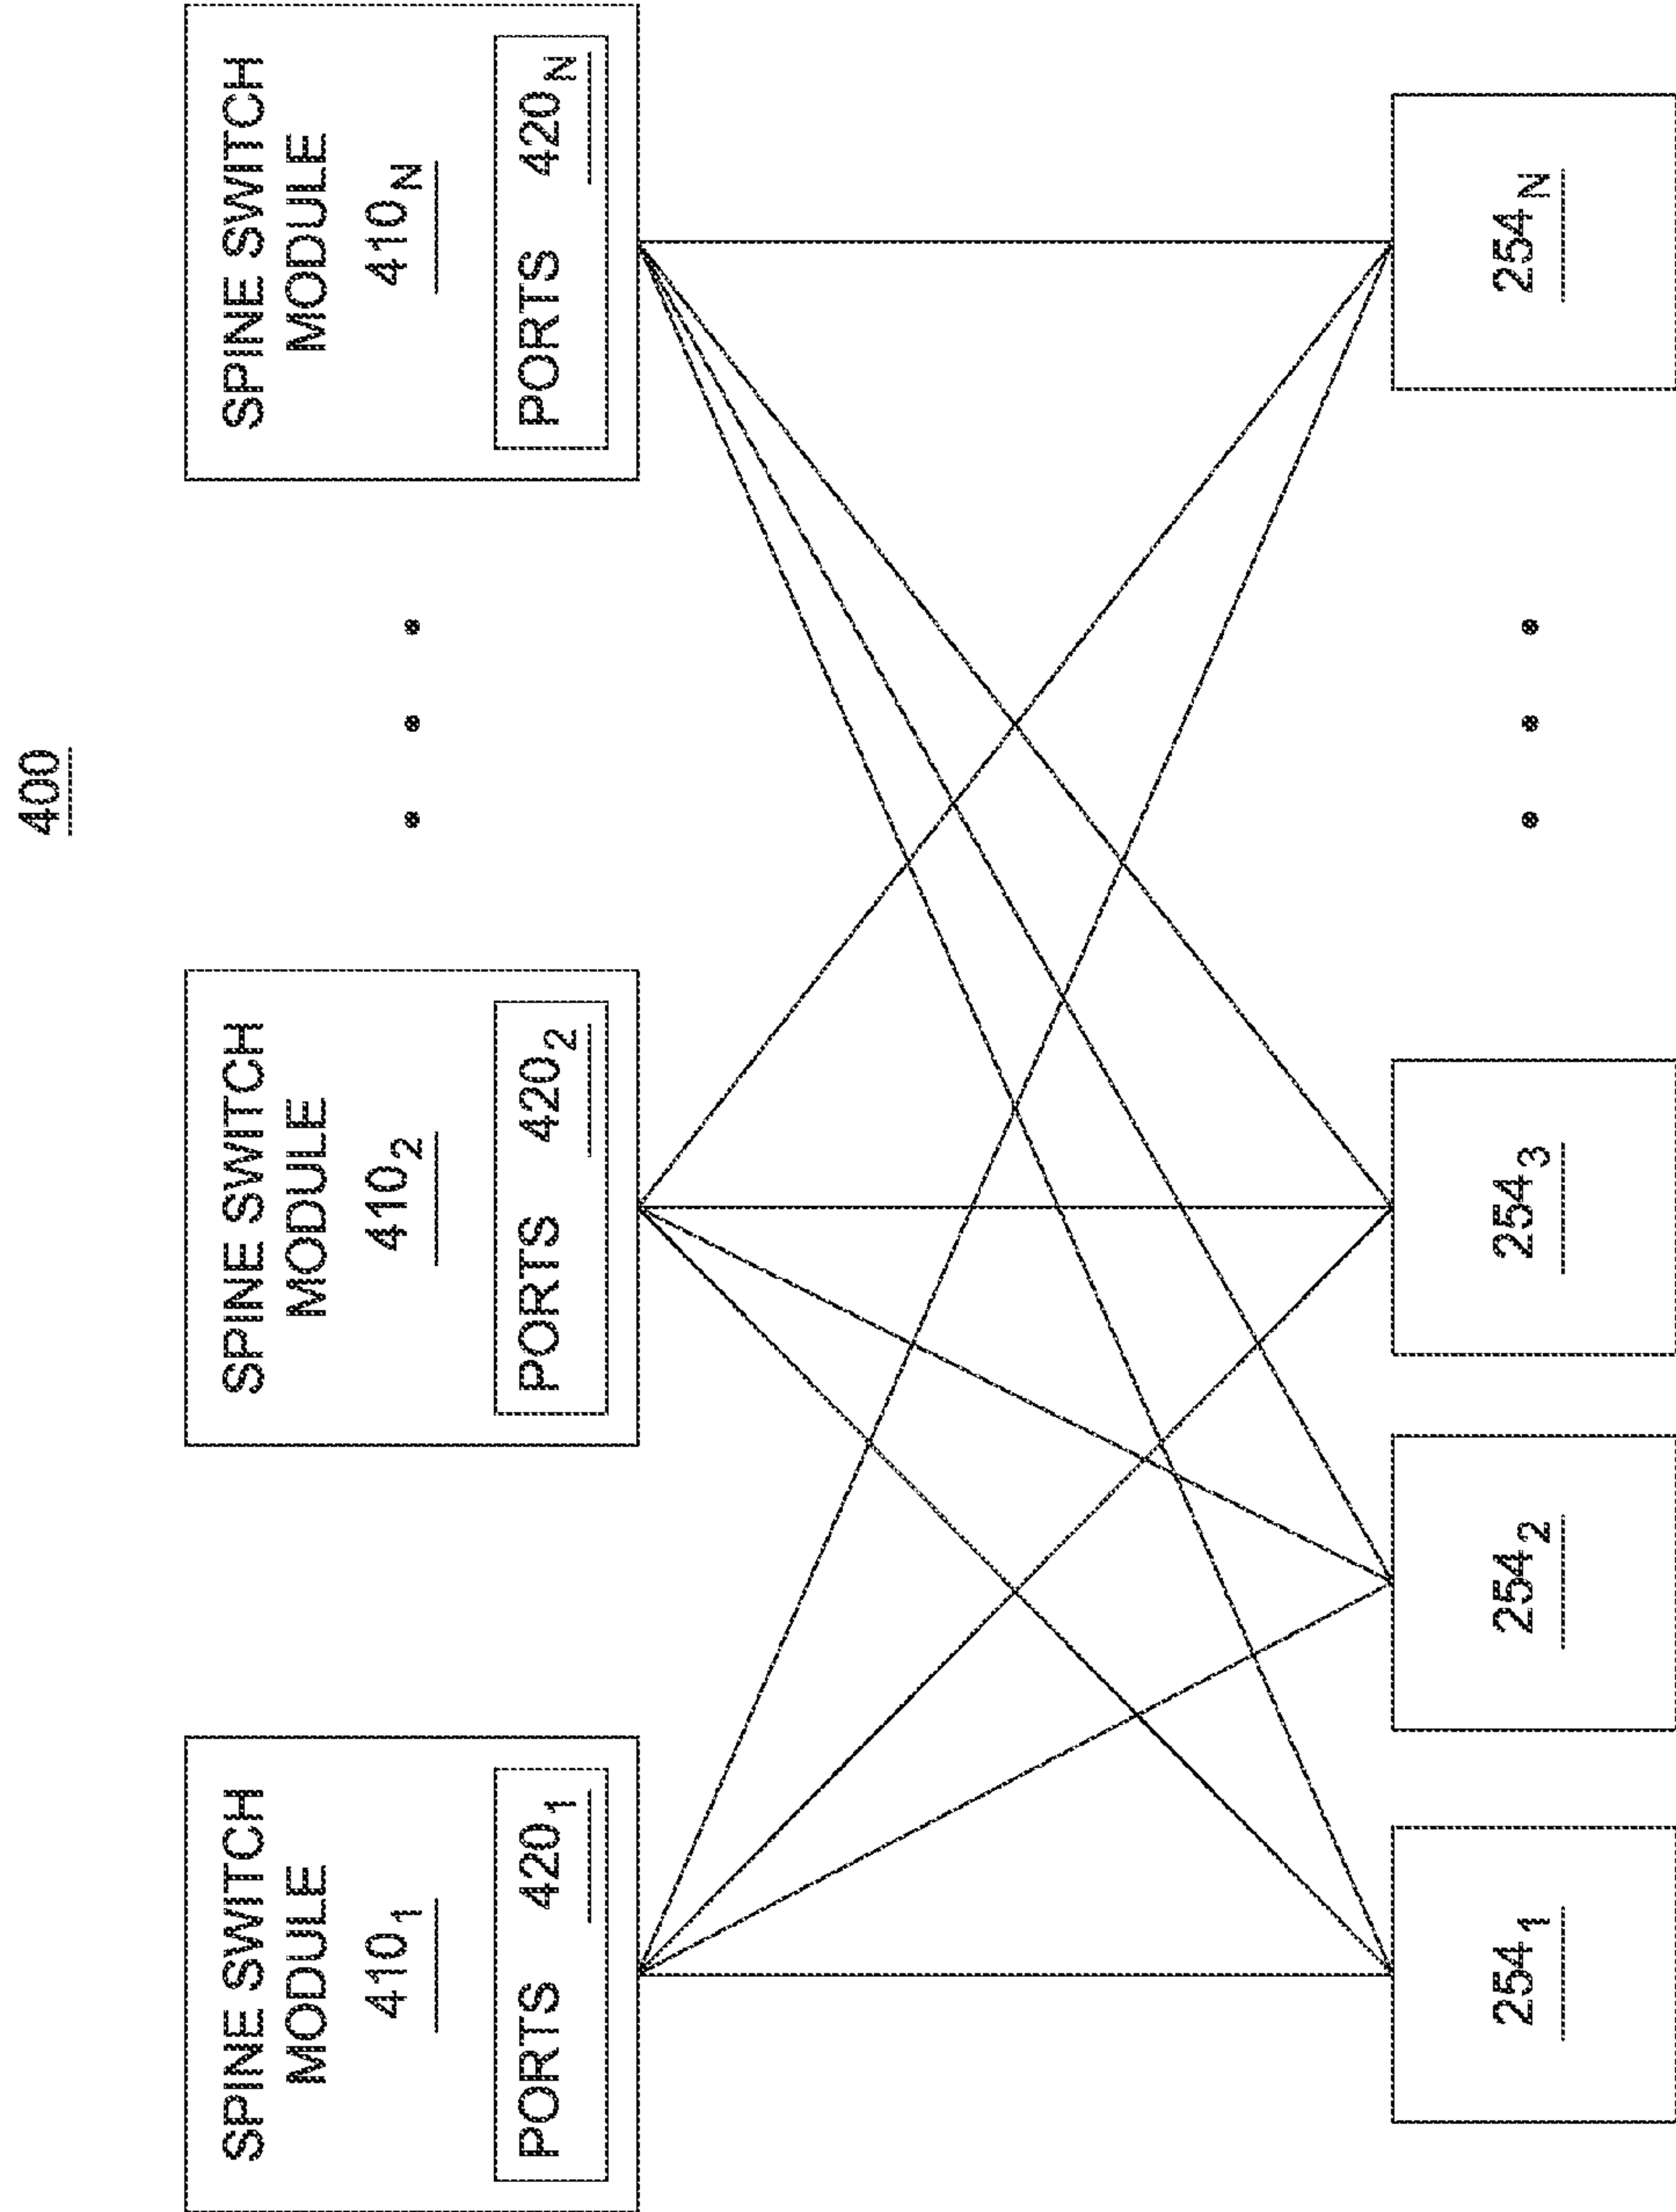 400
SPINE SWITCH
MODULE
410₁
PORTS 420₁
SPINE SWITCH
MODULE
410₂
PORTS 420₂
SPINE SWITCH
MODULE
410N
PORTS 420N
254₁
254₂
254₃
254N